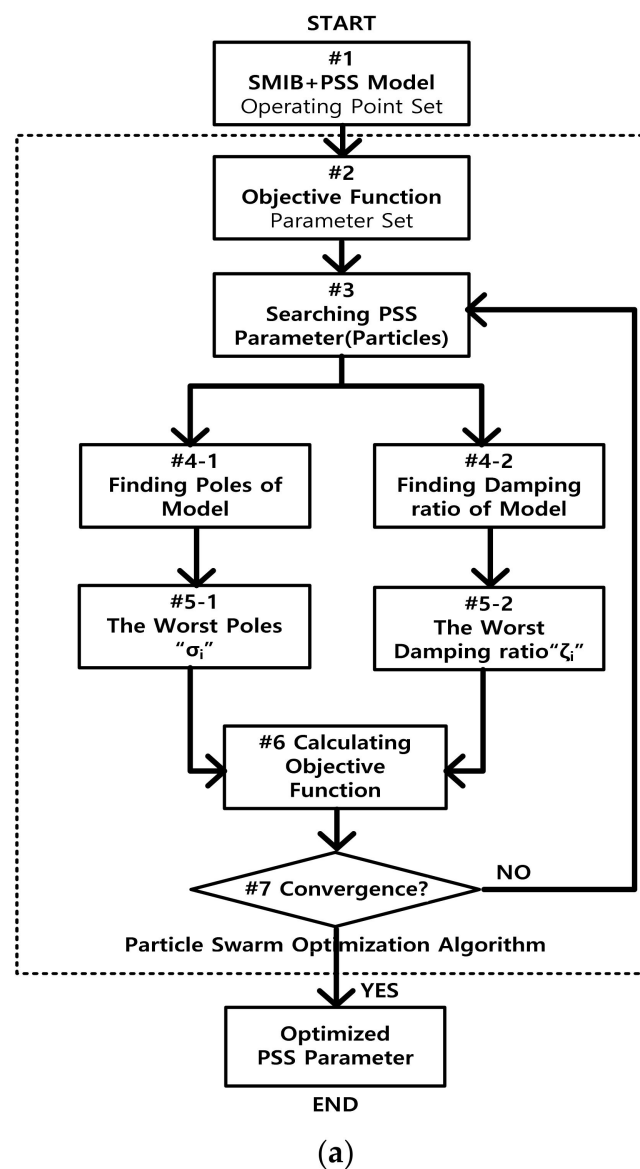 START
#1
SMIB+PSS Model
Operating Point Set
#2
Objective Function
Parameter Set
#3
Searching PSS
Parameter(Particles)
#4-1
Finding Poles of
Model
#4-2
Finding Damping
ratio of Model
#5-1
The Worst Poles
“σᵢ”
#5-2
The Worst
Damping ratio“ζᵢ”
#6 Calculating
Objective
Function
#7 Convergence?
NO
Particle Swarm Optimization Algorithm
YES
Optimized
PSS Parameter
END
(a)